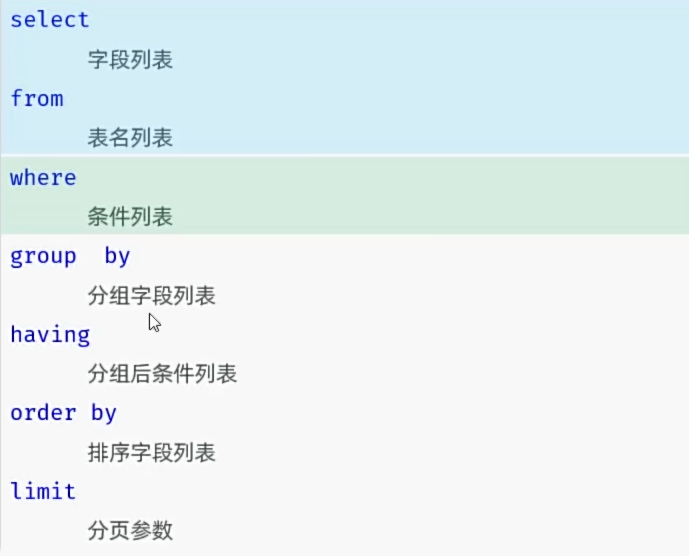 select
字段列表
from
表名列表
where
条件列表
group  by
分组字段列表
having
分组后条件列表
order by
排序字段列表
limit
分页参数